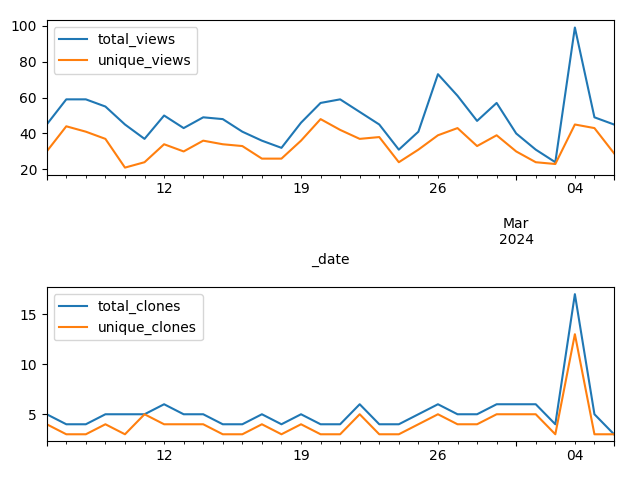 100
80
60
40
20
total_views
unique_views
12
19
26
04
Mar
2024
_date
15
10
5
total_clones
unique_clones
12
19
26
04